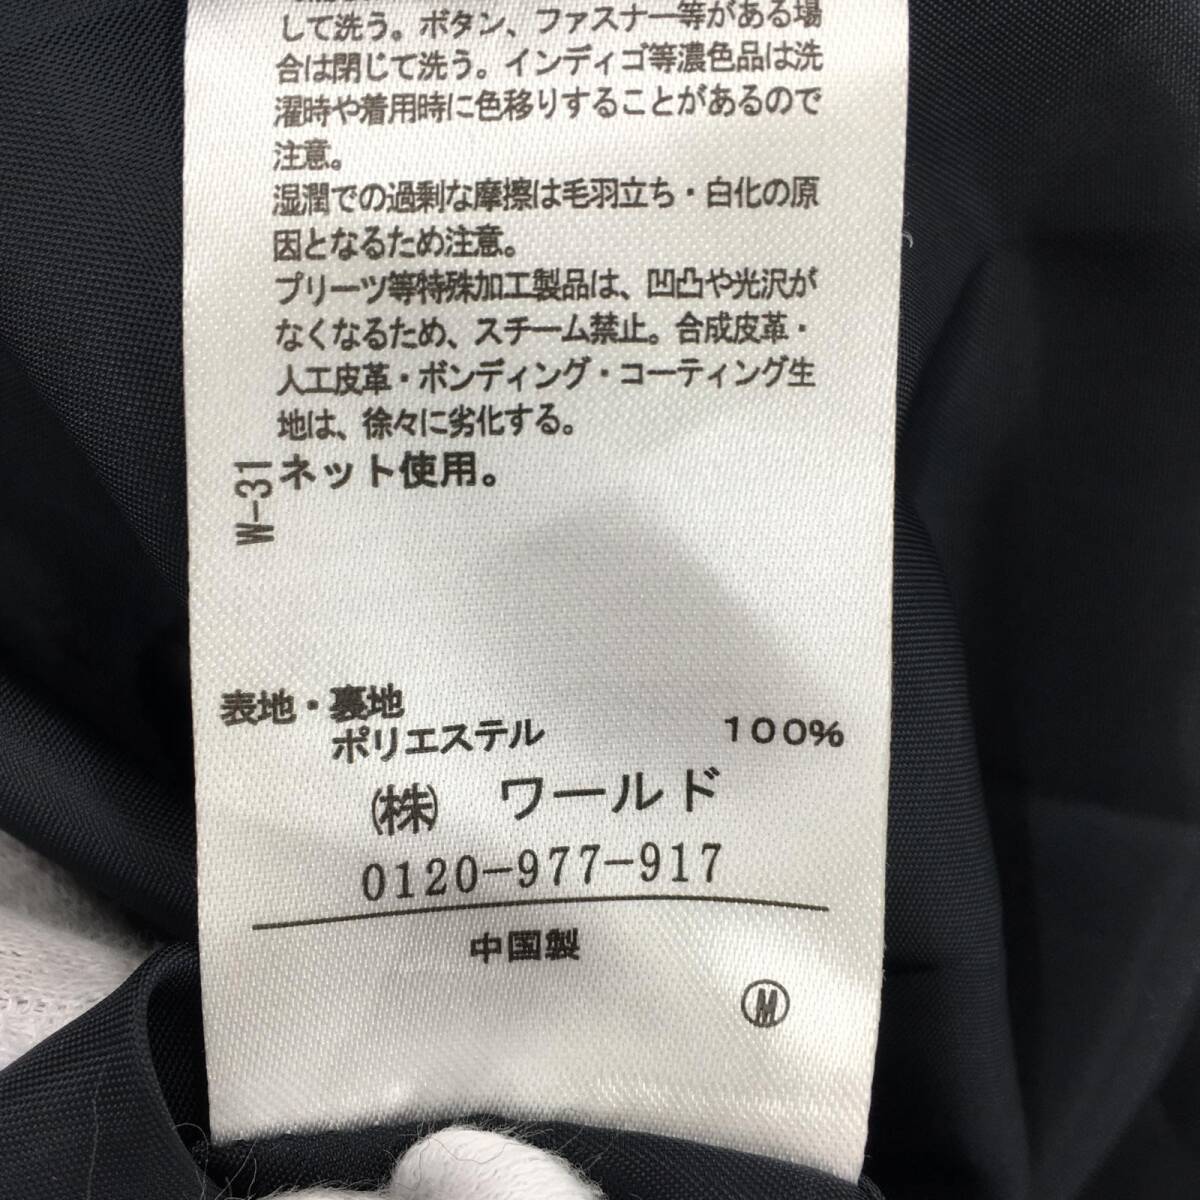 して洗う。ボタン、ファスナー等がある場
合は閉じて洗う。インディゴ等濃色品は洗
濯時や着用時に色移りすることがあるので
注意。
湿潤での過剰な摩擦は毛羽立ち・白化の原
因となるため注意。
プリーツ等特殊加工製品は、凹凸や光沢が
なくなるため、スチーム禁止。合成皮革・
人工皮革・ボンディング・コーティング生
地は、徐々に劣化する。
ネット使用。
W-31
表地・裏地
ポリエステル 100%
㈱ ワールド
0120-977-917
中国製
Ⓜ